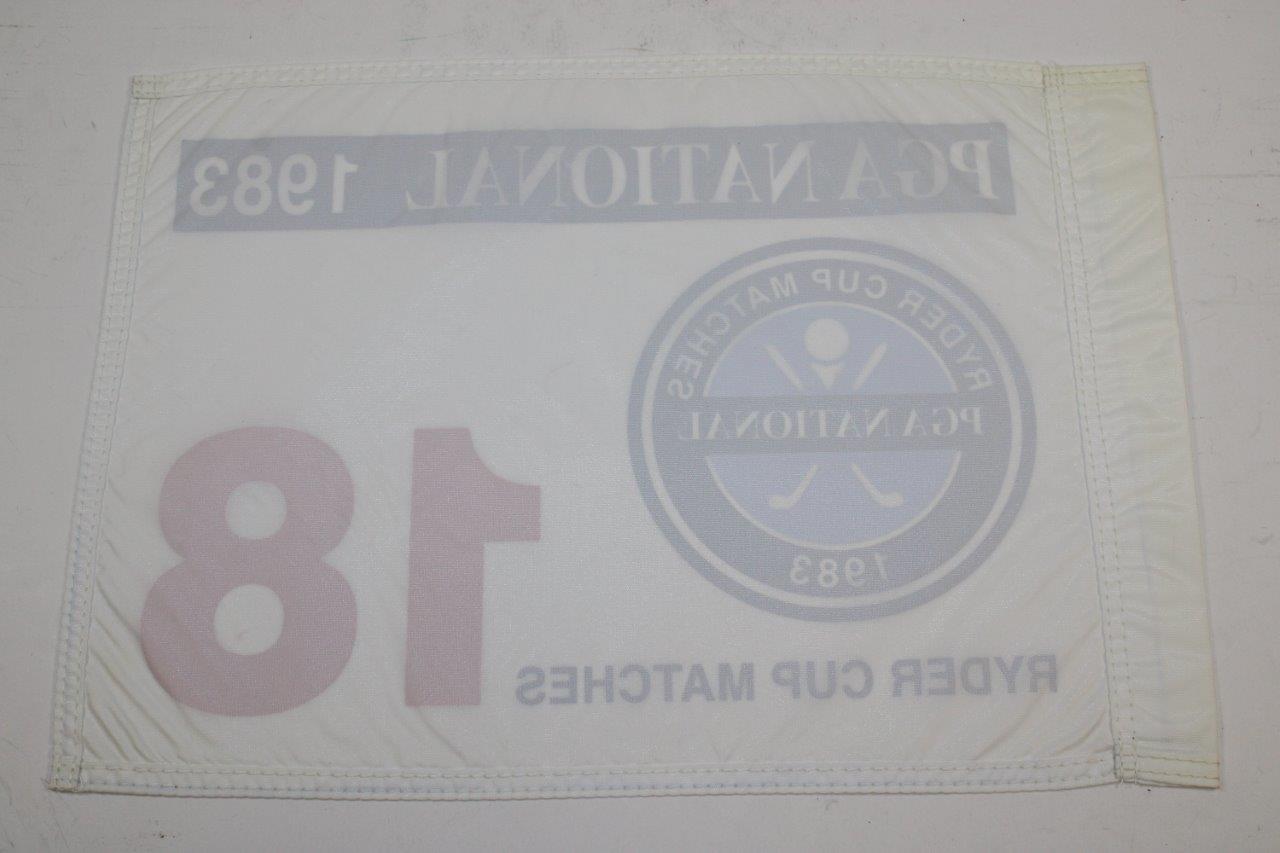 PGA NATIONAL 1983
RYDER CUP MATCHES
PGA NATIONAL
1983
18
RYDER CUP MATCHES